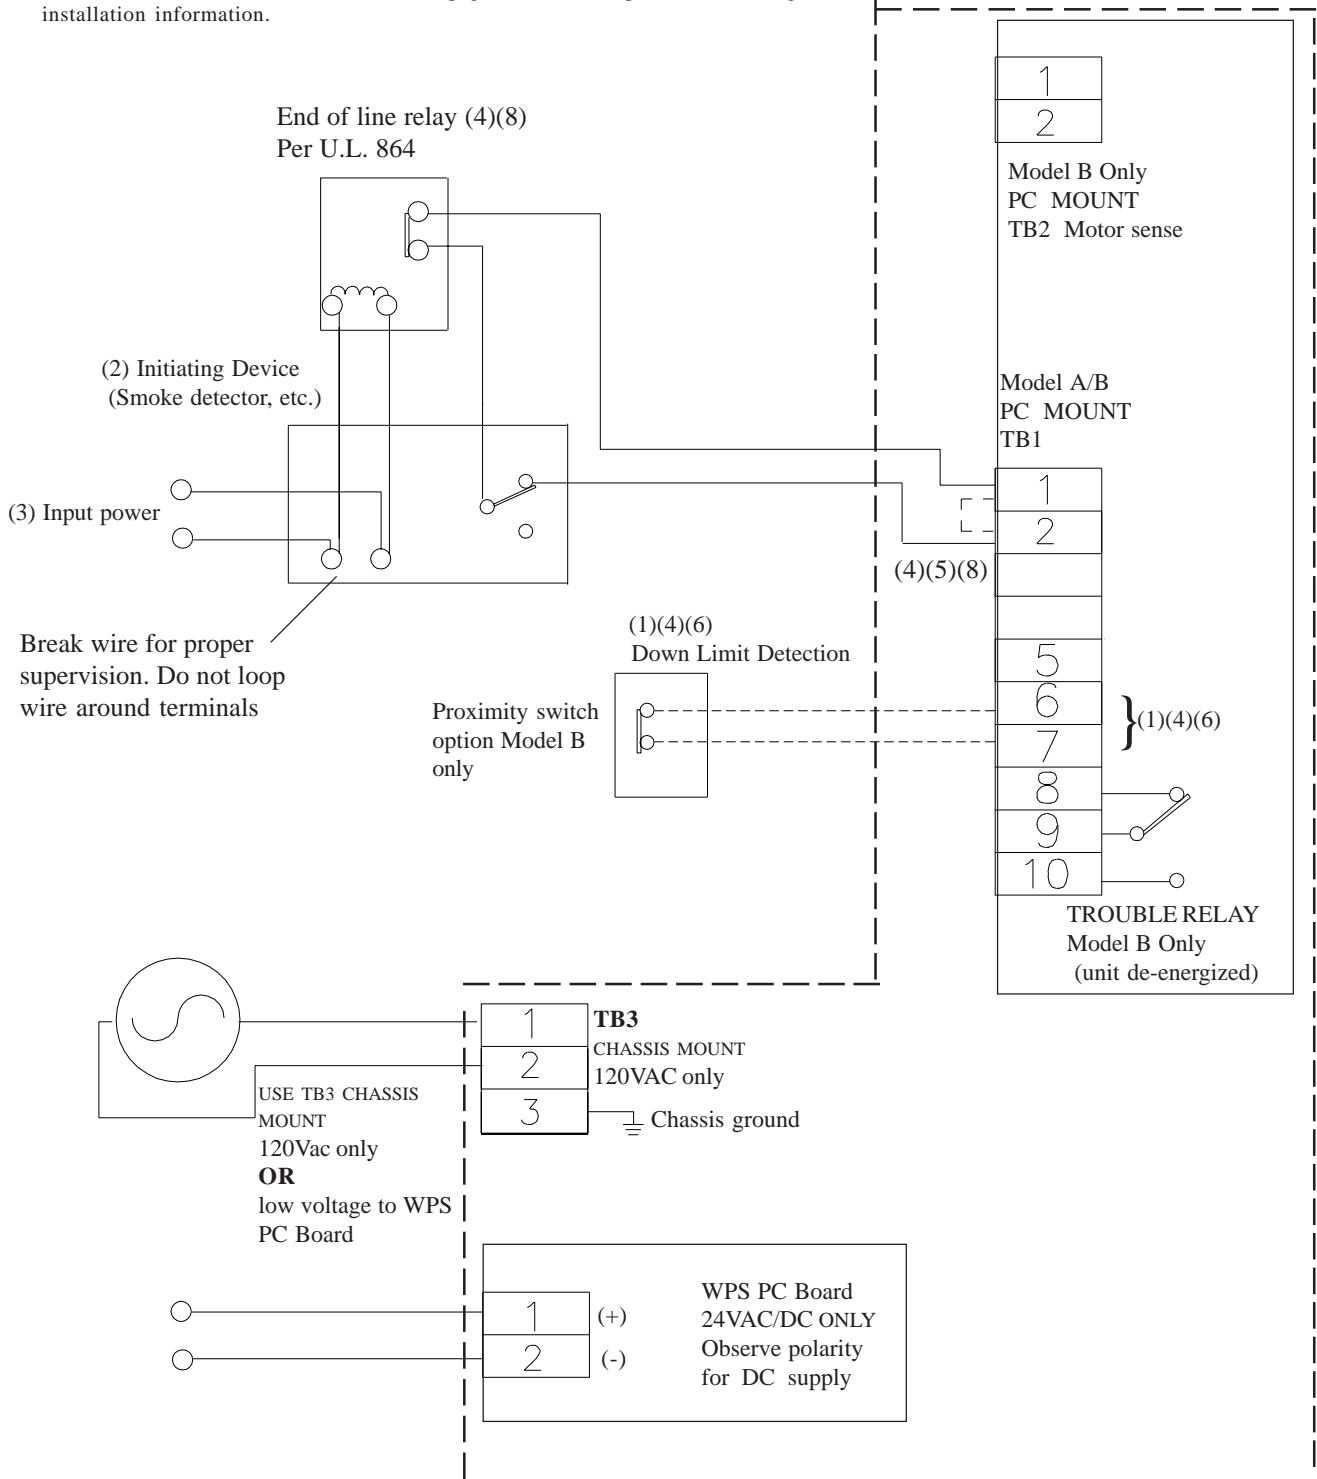 installation information.
1
2
End of line relay (4)(8)
Per U.L. 864
Model B Only
PC MOUNT
TB2 Motor sense
(2) Initiating Device
(Smoke detector, etc.)
Model A/B
PC MOUNT
TB1
(3) Input power
1
2
(4)(5)(8)
5
6
7
8
9
10
(1)(4)(6)
Break wire for proper
supervision. Do not loop
wire around terminals
(1)(4)(6)
Down Limit Detection
Proximity switch
option Model B
only
TROUBLE RELAY
Model B Only
(unit de-energized)
1
2
3
TB3
CHASSIS MOUNT
120VAC only
Chassis ground
USE TB3 CHASSIS
MOUNT
120Vac only
OR
low voltage to WPS
PC Board
1 (+)
2 (-)
WPS PC Board
24VAC/DC ONLY
Observe polarity
for DC supply